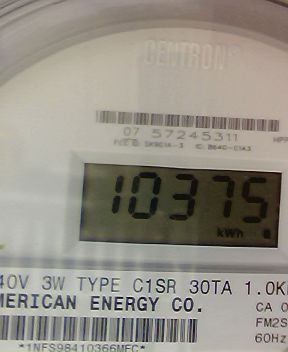 CENTRON®
07 57245311
10375
kWh
40V 3W TYPE C1SR 30TA 1.0K
MERICAN ENERGY CO.
CA 0
FM2S
60Hz
*1NFS98410366MFC*